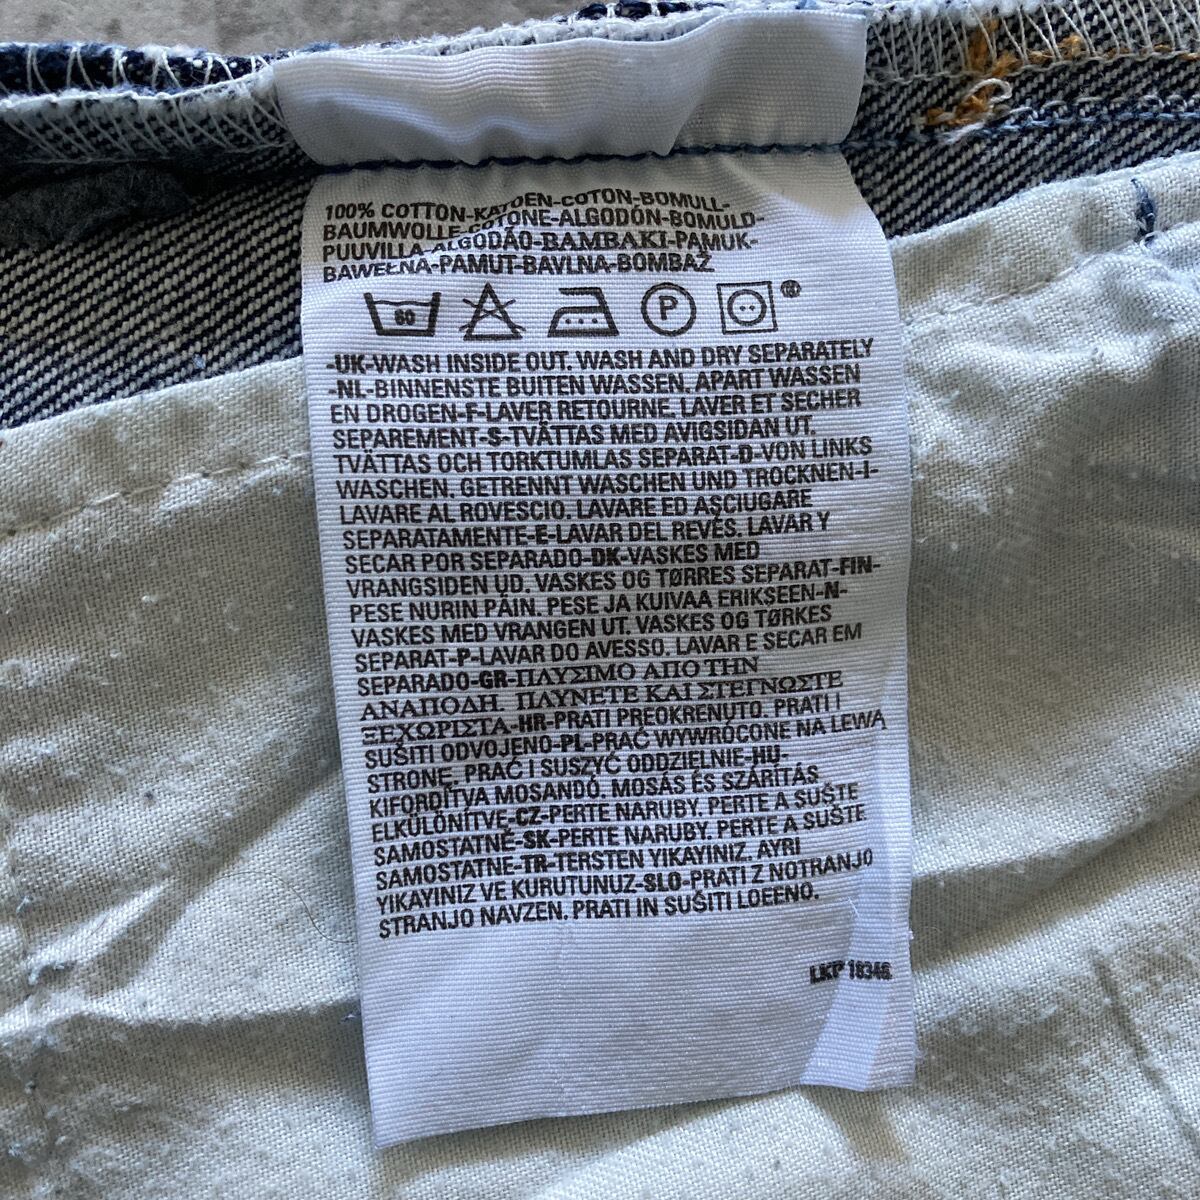 100% COTTON-KATOEN-COTON-BOMULL-
BAUMWOLLE-COTONE-ALGODÓN-BOMULD-
PUUVILLA-ALGODÃO-BAMBAKI-PAMUK-
BAWEŁNA-PAMUT-BAVLNA-BOMBAŽ
60 P ®
-UK-WASH INSIDE OUT. WASH AND DRY SEPARATELY
-NL-BINNENSTE BUITEN WASSEN. APART WASSEN
EN DROGEN-F-LAVER RETOURNE. LAVER ET SECHER
SEPAREMENT-S-TVÄTTAS MED AVIGSIDAN UT.
TVÄTTAS OCH TORKTUMLAS SEPARAT-D-VON LINKS
WASCHEN. GETRENNT WASCHEN UND TROCKNEN-I-
LAVARE AL ROVESCIO. LAVARE ED ASCIUGARE
SEPARATAMENTE-E-LAVAR DEL REVÉS. LAVAR Y
SECAR POR SEPARADO-DK-VASKES MED
VRANGSIDEN UD. VASKES OG TØRRES SEPARAT-FIN-
PESE NURIN PÄIN. PESE JA KUIVAA ERIKSEEN-N-
VASKES MED VRANGEN UT. VASKES OG TØRKES
SEPARAT-P-LAVAR DO AVESSO. LAVAR E SECAR EM
SEPARADO-GR-ΠΛΥΣΙΜΟ ΑΠΟ ΤΗΝ
ΑΝΑΠΟΔΗ. ΠΛΥΝΕΤΕ ΚΑΙ ΣΤΕΓΝΩΣΤΕ
ΞΕΧΩΡΙΣΤΑ-HR-PRATI PREOKRENUTO. PRATI I
SUŠITI ODVOJENO-PL-PRAĆ WYWRÓCONE NA LEWĄ
STRONĘ. PRAĆ I SUSZYĆ ODDZIELNIE-HU-
KIFORDÍTVA MOSANDÓ. MOSÁS ÉS SZÁRÍTÁS
ELKÜLÖNÍTVE-CZ-PERTE NARUBY. PERTE A SUŠTE
SAMOSTATNĚ-SK-PERTE NARUBY. PERTE A SUŠTE
SAMOSTATNE-TR-TERSTEN YIKAYINIZ. AYRI
YIKAYINIZ VE KURUTUNUZ-SLO-PRATI Z NOTRANJO
STRANJO NAVZEN. PRATI IN SUŠITI LOEENO.
18346